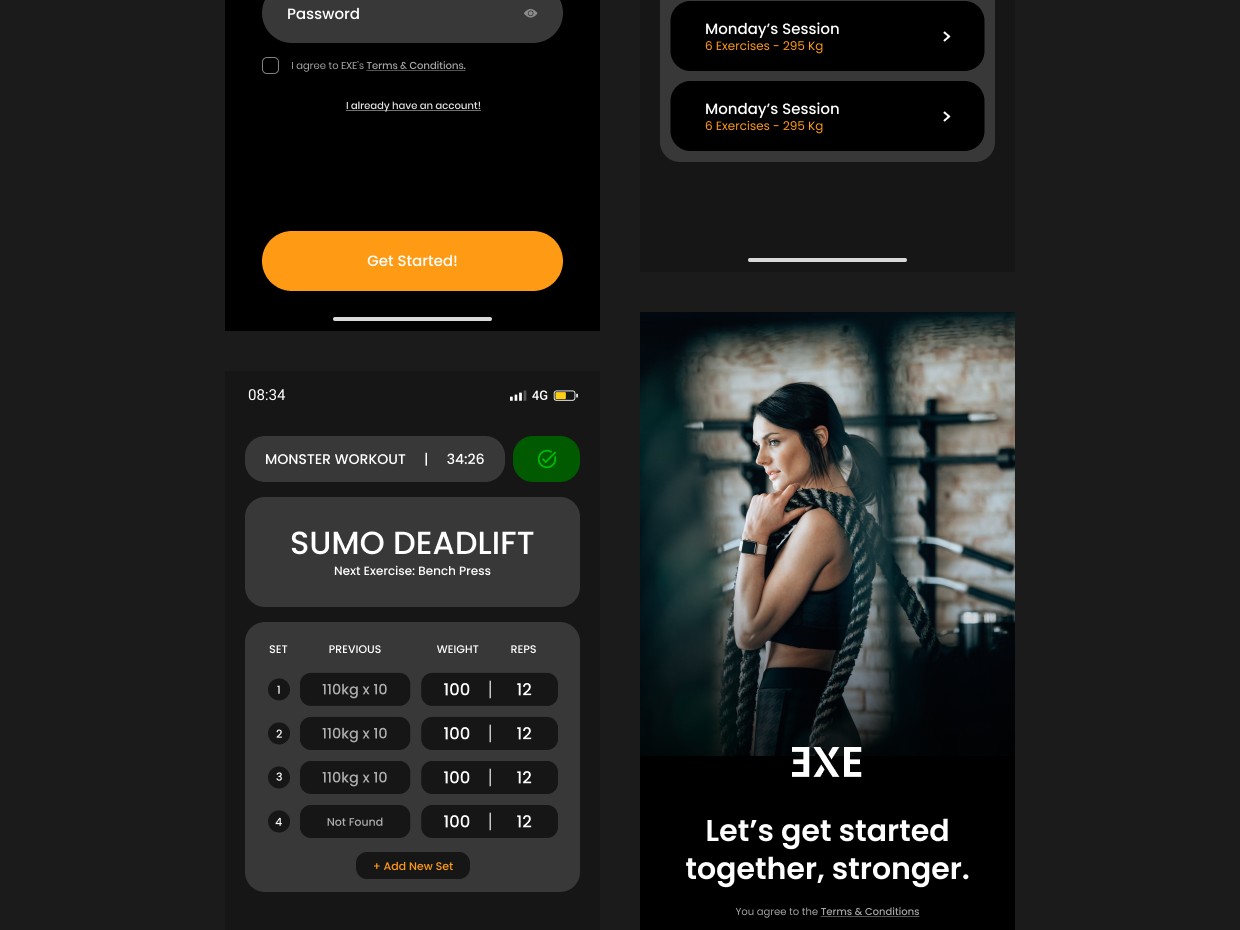 Password
I agree to EXE's Terms & Conditions.
I already have an account!
Get Started!
08:34
4G
MONSTER WORKOUT | 34:26
SUMO DEADLIFT
Next Exercise: Bench Press
SET PREVIOUS WEIGHT REPS
1 110kg x 10 100 | 12
2 110kg x 10 100 | 12
3 110kg x 10 100 | 12
4 Not Found 100 | 12
+ Add New Set
Monday’s Session
6 Exercises - 295 Kg
Monday’s Session
6 Exercises - 295 Kg
EXE
Let’s get started
together, stronger.
You agree to the Terms & Conditions